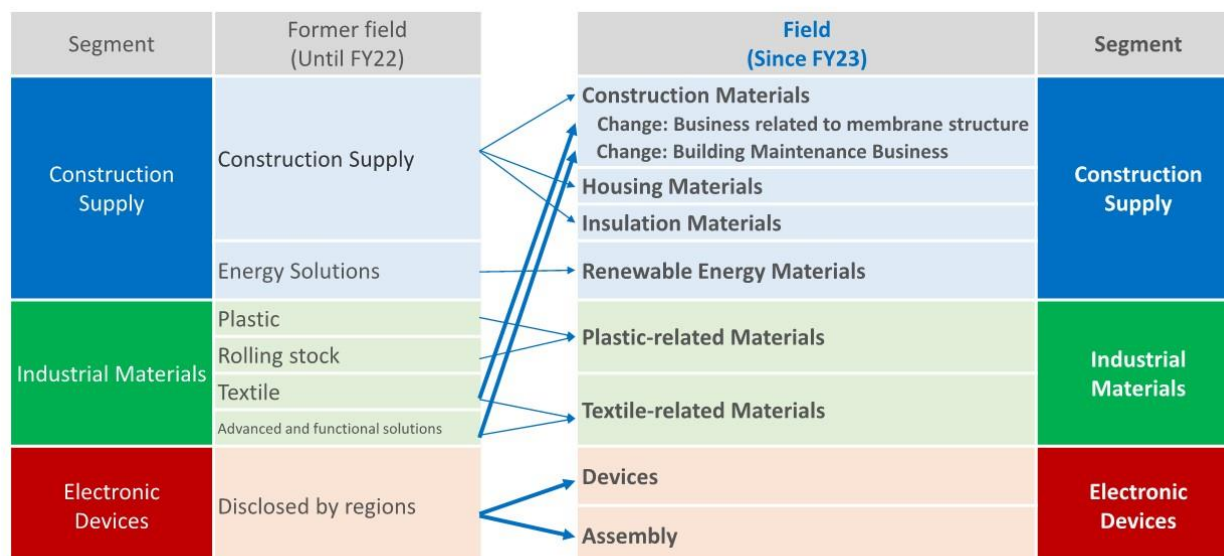 Segment
Former field
(Until FY22)
Field
(Since FY23)
Segment
Construction
Supply
Construction Supply
Energy Solutions
Construction Materials
Change: Business related to membrane structure
Change: Building Maintenance Business
Housing Materials
Insulation Materials
Renewable Energy Materials
Construction
Supply
Industrial Materials
Plastic
Rolling stock
Textile
Advanced and functional solutions
Plastic-related Materials
Textile-related Materials
Industrial
Materials
Electronic
Devices
Disclosed by regions
Devices
Assembly
Electronic
Devices